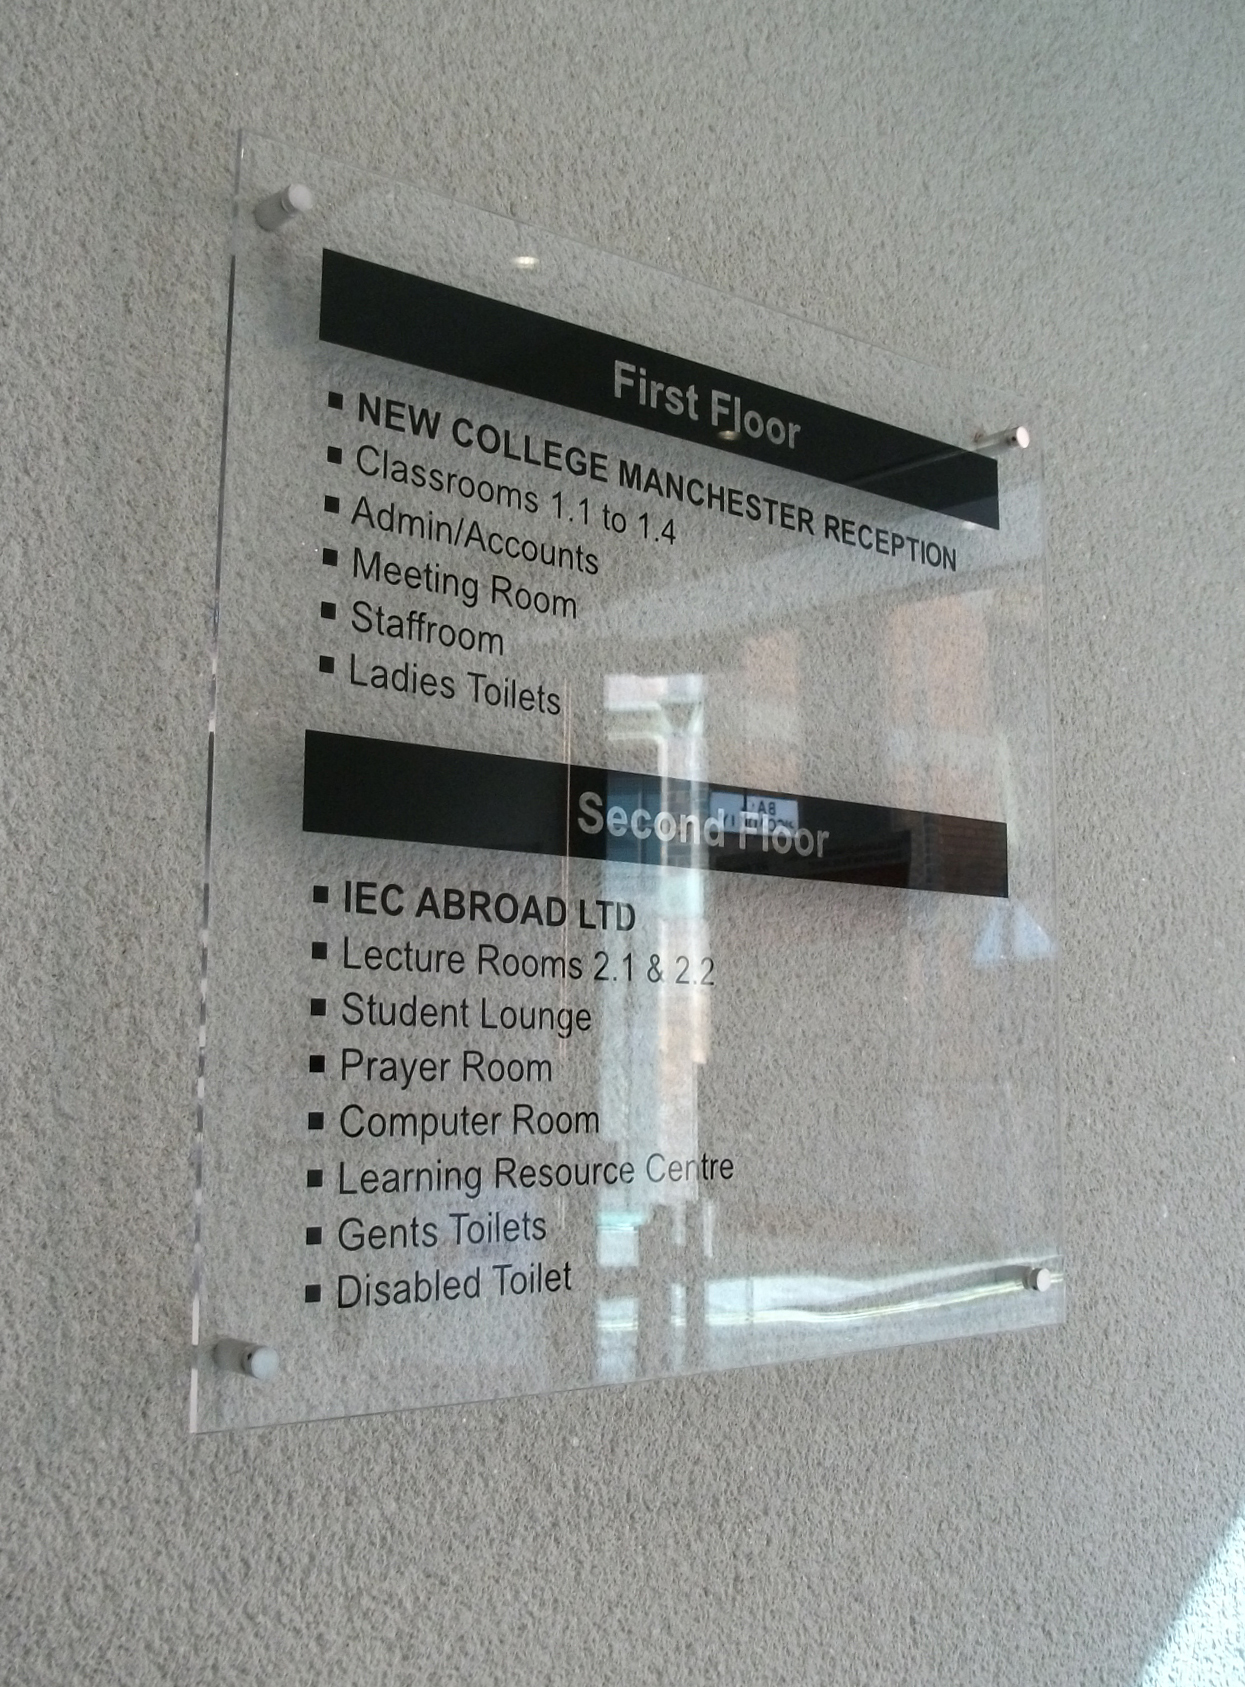 First Floor
▪ NEW COLLEGE MANCHESTER RECEPTION
▪ Classrooms 1.1 to 1.4
▪ Admin/Accounts
▪ Meeting Room
▪ Staffroom
▪ Ladies Toilets
Second Floor
▪ IEC ABROAD LTD
▪ Lecture Rooms 2.1 & 2.2
▪ Student Lounge
▪ Prayer Room
▪ Computer Room
▪ Learning Resource Centre
▪ Gents Toilets
▪ Disabled Toilet